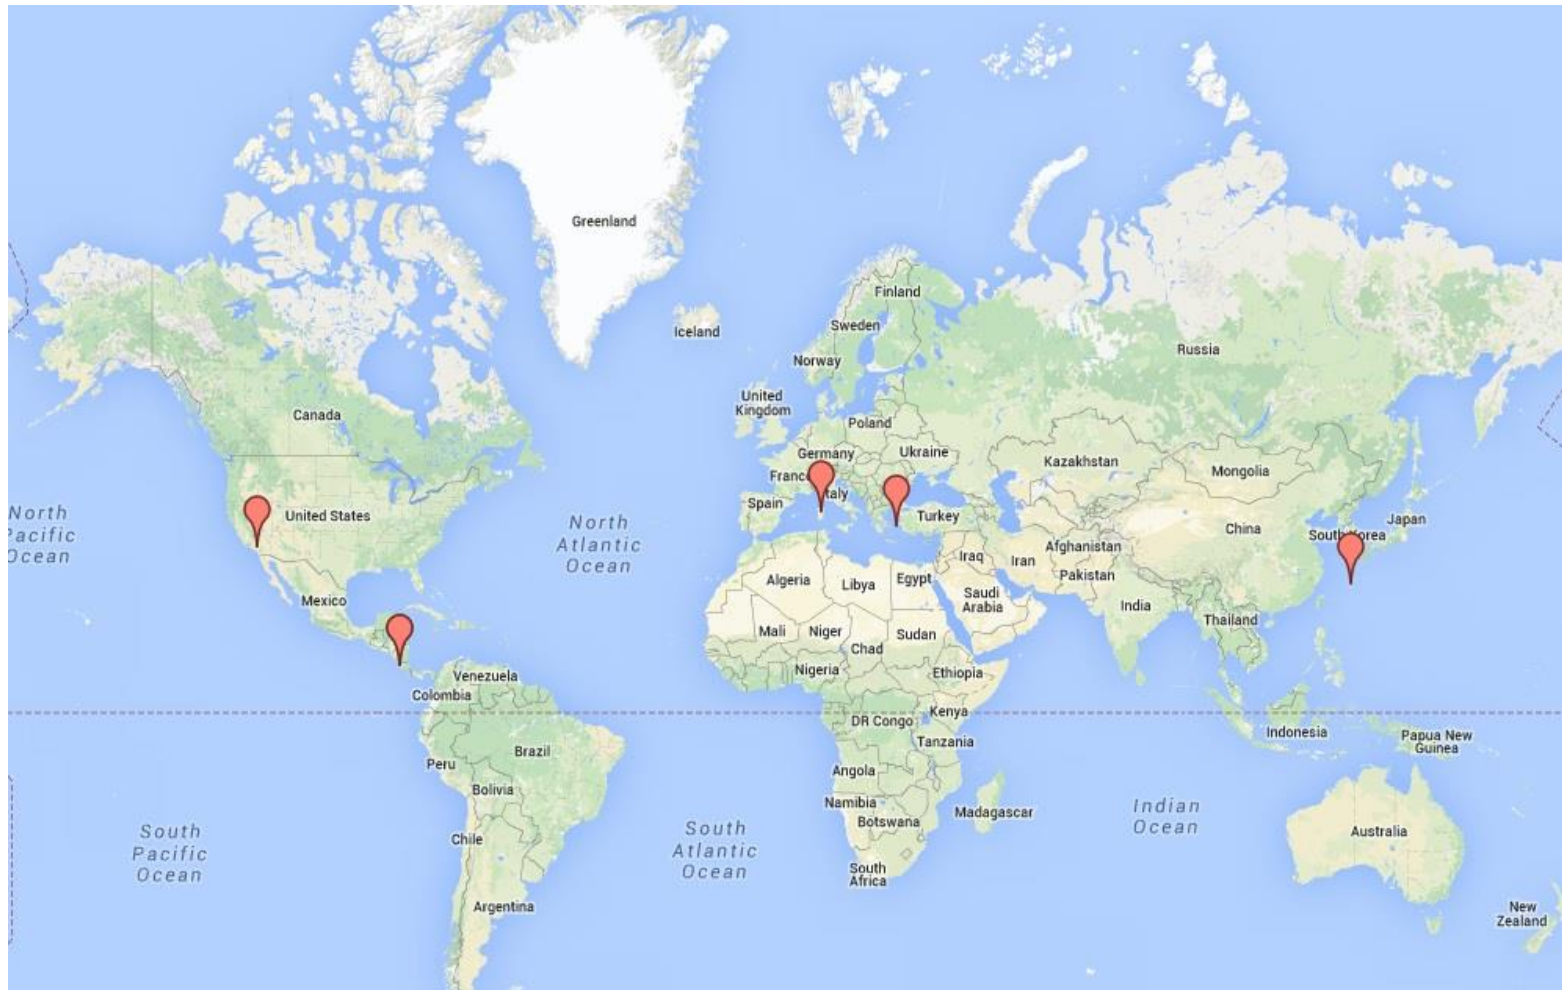 Greenland
Iceland
Finland
Sweden
Norway
Russia
Canada
United
Kingdom
Poland
Germany
Ukraine
Kazakhstan
Mongolia
France
Italy
Spain
United States
Turkey
China
Japan
South Korea
North
Pacific
Ocean
North
Atlantic
Ocean
Iraq
Iran
Afghanistan
Pakistan
Algeria
Libya
Egypt
Saudi
Arabia
India
Mexico
Thailand
Mali
Niger
Chad
Sudan
Nigeria
Ethiopia
Venezuela
Colombia
DR Congo
Kenya
Tanzania
Indonesia
Papua New
Guinea
Brazil
Peru
Bolivia
Angola
Namibia
Botswana
Madagascar
Indian
Ocean
South
Pacific
Ocean
South
Atlantic
Ocean
Chile
Australia
South
Africa
Argentina
New
Zealand